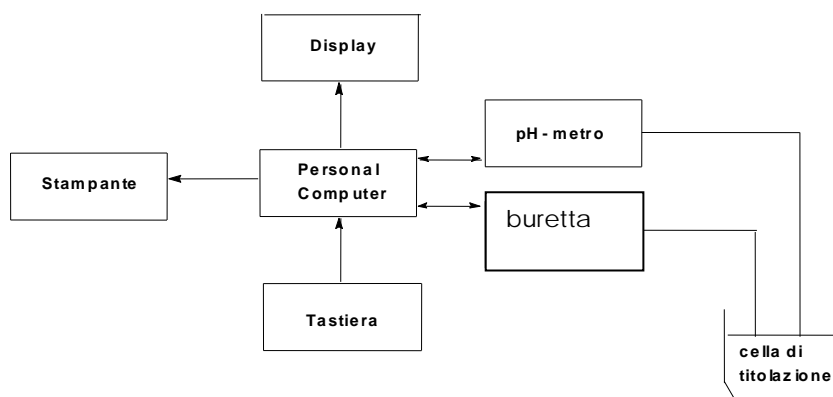 Display
pH-metro
Stampante
Personal
Computer
buretta
Tastiera
cella di
titolazione